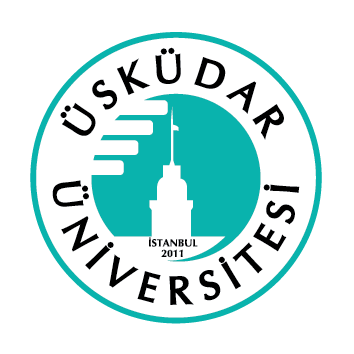 ÜSKÜDAR
ÜNİVERSİTESİ
İSTANBUL
2011